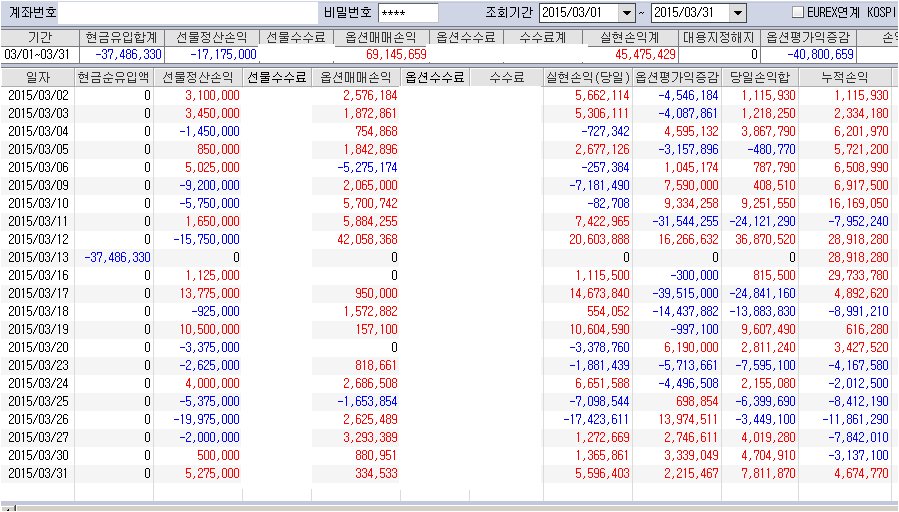 계좌번호 비밀번호 **** 조회기간 2015/03/01 ~ 2015/03/31 EUREX연계 KOSPI
기간 현금유입합계 선물정산손익 선물수수료 옵션매매손익 옵션수수료 수수료계 실현손익계 대용지정해지 옵션평가익증감 손익
03/01~03/31 -37,486,330 -17,175,000 69,145,659 45,475,429 0 -40,800,659
일자 현금순유입액 선물정산손익 선물수수료 옵션매매손익 옵션수수료 수수료 실현손익(당일) 옵션평가익증감 당일손익합 누적손익
2015/03/02 0 3,100,000 2,576,184 5,662,114 -4,546,184 1,115,930 1,115,930
2015/03/03 0 3,450,000 1,872,861 5,306,111 -4,087,861 1,218,250 2,334,180
2015/03/04 0 -1,450,000 754,868 -727,342 4,595,132 3,867,790 6,201,970
2015/03/05 0 850,000 1,842,896 2,677,126 -3,157,896 -480,770 5,721,200
2015/03/06 0 5,025,000 -5,275,174 -257,384 1,045,174 787,790 6,508,990
2015/03/09 0 -9,200,000 2,065,000 -7,181,490 7,590,000 408,510 6,917,500
2015/03/10 0 -5,750,000 5,700,742 -82,708 9,334,258 9,251,550 16,169,050
2015/03/11 0 1,650,000 5,884,255 7,422,965 -31,544,255 -24,121,290 -7,952,240
2015/03/12 0 -15,750,000 42,058,368 20,603,888 16,266,632 36,870,520 28,918,280
2015/03/13 -37,486,330 0 0 0 0 0 28,918,280
2015/03/16 0 1,125,000 0 1,115,500 -300,000 815,500 29,733,780
2015/03/17 0 13,775,000 950,000 14,673,840 -39,515,000 -24,841,160 4,892,620
2015/03/18 0 -925,000 1,572,882 554,052 -14,437,882 -13,883,830 -8,991,210
2015/03/19 0 10,500,000 157,100 10,604,590 -997,100 9,607,490 616,280
2015/03/20 0 -3,375,000 0 -3,378,760 6,190,000 2,811,240 3,427,520
2015/03/23 0 -2,625,000 818,661 -1,881,439 -5,713,661 -7,595,100 -4,167,580
2015/03/24 0 4,000,000 2,686,508 6,651,588 -4,496,508 2,155,080 -2,012,500
2015/03/25 0 -5,375,000 -1,653,854 -7,098,544 698,854 -6,399,690 -8,412,190
2015/03/26 0 -19,975,000 2,625,489 -17,423,611 13,974,511 -3,449,100 -11,861,290
2015/03/27 0 -2,000,000 3,293,389 1,272,669 2,746,611 4,019,280 -7,842,010
2015/03/30 0 500,000 880,951 1,365,861 3,339,049 4,704,910 -3,137,100
2015/03/31 0 5,275,000 334,533 5,596,403 2,215,467 7,811,870 4,674,770